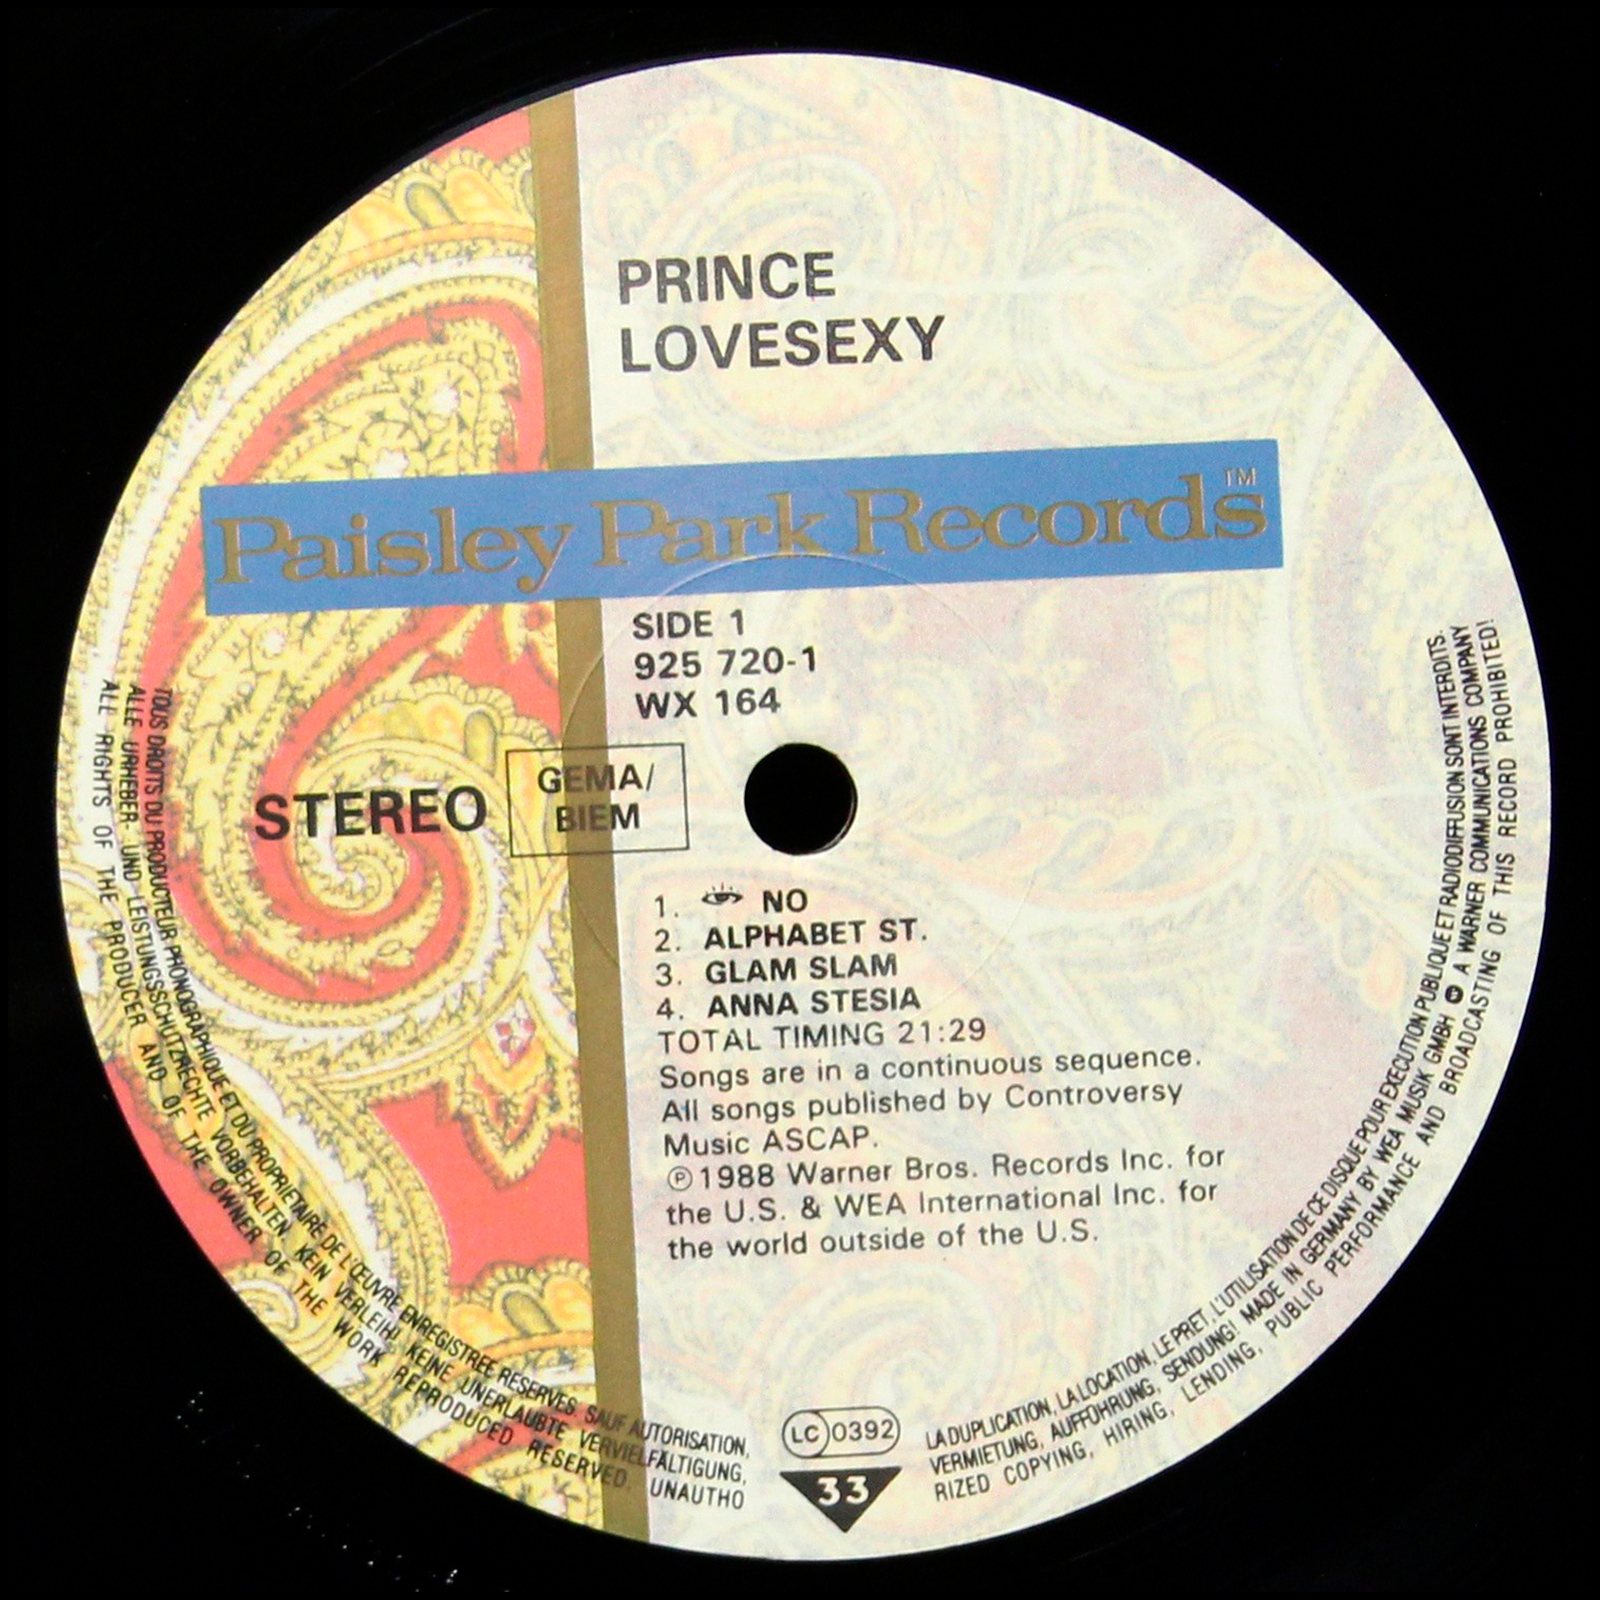 PRINCE
LOVESEXY
Paisley Park Records™
SIDE 1
925 720-1
WX 164
STEREO
GEMA/
BIEM
1. NO
2. ALPHABET ST.
3. GLAM SLAM
4. ANNA STESIA
TOTAL TIMING 21:29
Songs are in a continuous sequence.
All songs published by Controversy
Music ASCAP.
℗1988 Warner Bros. Records Inc. for
the U.S. & WEA International Inc. for
the world outside of the U.S.
TOUS DROITS DU PRODUCTEUR PHONOGRAPHIQUE ET DU PROPRIETAIRE DE L'ŒUVRE ENREGISTREE RESERVES. SAUF AUTORISATION, LA DUPLICATION, LA LOCATION, LE PRET, L'UTILISATION DE CE DISQUE POUR EXECUTION PUBLIQUE ET RADIODIFFUSION SONT INTERDITS.
ALLE URHEBER- UND LEISTUNGSSCHUTZRECHTE VORBEHALTEN. KEIN VERLEIH! KEINE UNERLAUBTE VERVIELFÄLTIGUNG, VERMIETUNG, AUFFÜHRUNG, SENDUNG! MADE IN GERMANY BY WEA MUSIK GMBH A WARNER COMMUNICATIONS COMPANY
ALL RIGHTS OF THE PRODUCER AND OF THE OWNER OF THE WORK REPRODUCED RESERVED. UNAUTHORIZED COPYING, HIRING, LENDING, PUBLIC PERFORMANCE AND BROADCASTING OF THIS RECORD PROHIBITED!
LC 0392
33